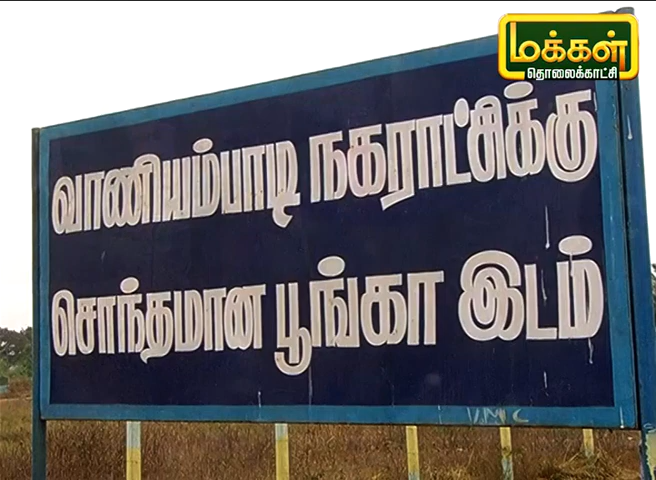 மக்கள்
தொலைக்காட்சி
வாணியம்பாடி நகராட்சிக்கு
சொந்தமான பூங்கா இடம்
V.M.C